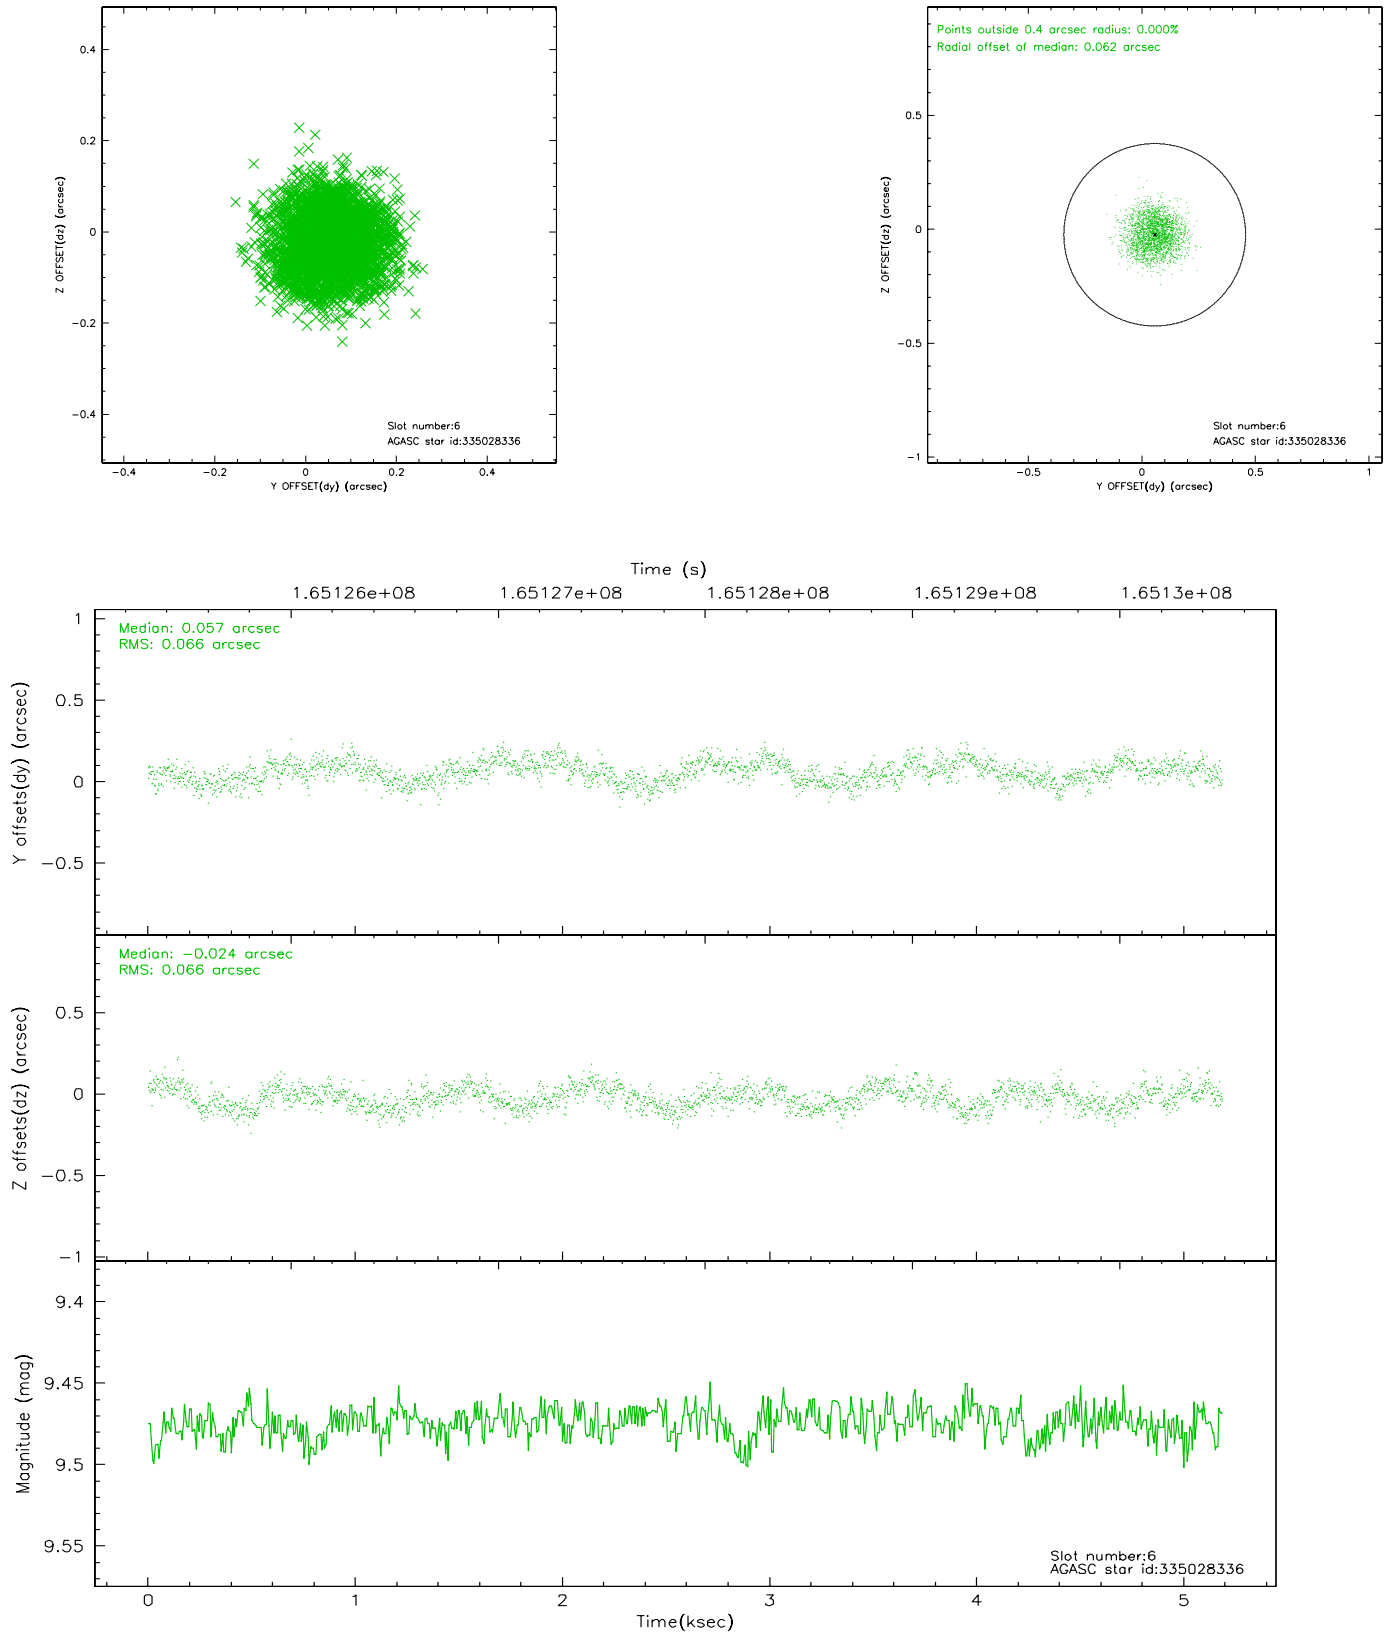 0.4
0.2
0
−0.2
−0.4
Z OFFSET(dz) (arcsec)
Slot number:6
AGASC star id:335028336
−0.4
−0.2
0
0.2
0.4
Y OFFSET(dy) (arcsec)
Points outside 0.4 arcsec radius: 0.000%
Radial offset of median: 0.062 arcsec
0.5
0
−0.5
−1
Z OFFSET(dz) (arcsec)
Slot number:6
AGASC star id:335028336
−0.5
0
0.5
1
Y OFFSET(dy) (arcsec)
Time (s)
1.65126e+08
1.65127e+08
1.65128e+08
1.65129e+08
1.6513e+08
Median: 0.057 arcsec
RMS: 0.066 arcsec
1
0.5
0
−0.5
Y offsets(dy) (arcsec)
Median: −0.024 arcsec
RMS: 0.066 arcsec
0.5
0
−0.5
−1
Z offsets(dz) (arcsec)
9.4
9.45
9.5
9.55
Magnitude (mag)
Slot number:6
AGASC star id:335028336
0
1
2
3
4
5
Time(ksec)